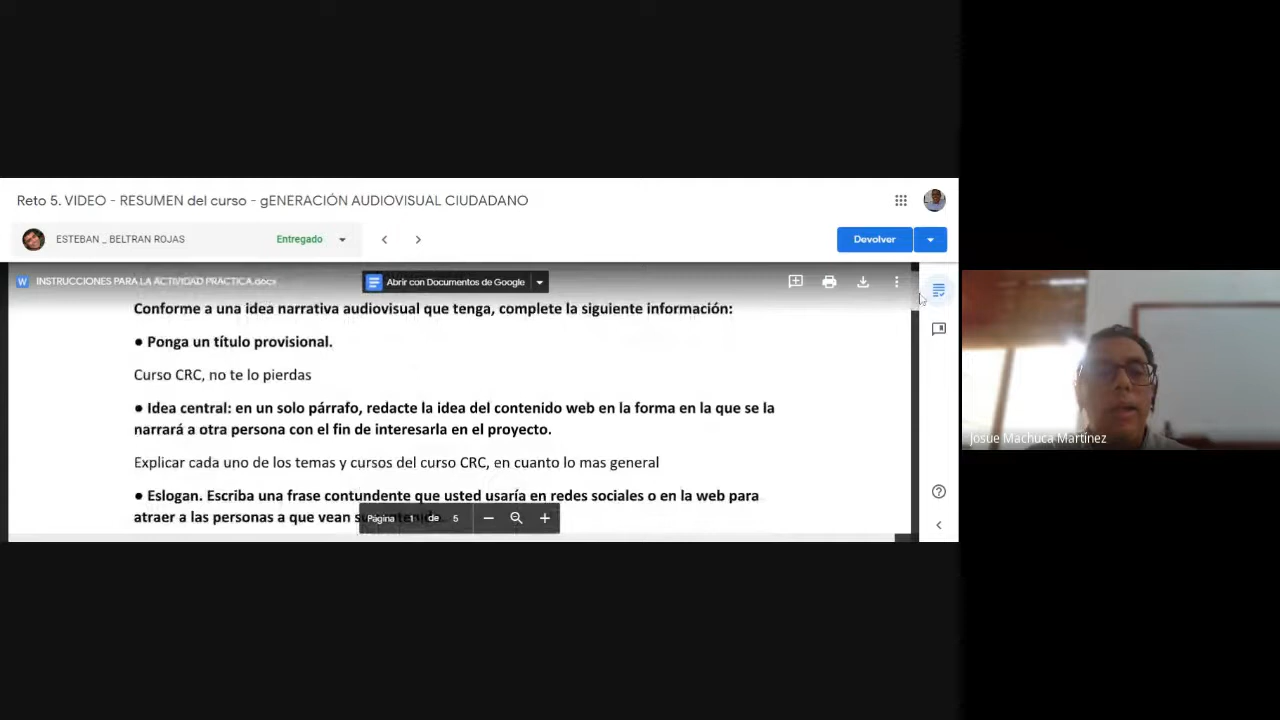 Reto 5. VIDEO - RESUMEN del curso - gENERACIÓN AUDIOVISUAL CIUDADANO
ESTEBAN _ BELTRAN ROJAS
Entregado
Devolver
W INSTRUCCIONES PARA LA ACTIVIDAD PRACTICA.docx
Abrir con Documentos de Google
Conforme a una idea narrativa audiovisual que tenga, complete la siguiente información:
● Ponga un título provisional.
Curso CRC, no te lo pierdas
● Idea central: en un solo párrafo, redacte la idea del contenido web en la forma en la que se la
narrará a otra persona con el fin de interesarla en el proyecto.
Explicar cada uno de los temas y cursos del curso CRC, en cuanto lo mas general
● Eslogan. Escriba una frase contundente que usted usaría en redes sociales o en la web para
atraer a las personas a que vean
Página 1 de 5
Josue Machuca Martínez